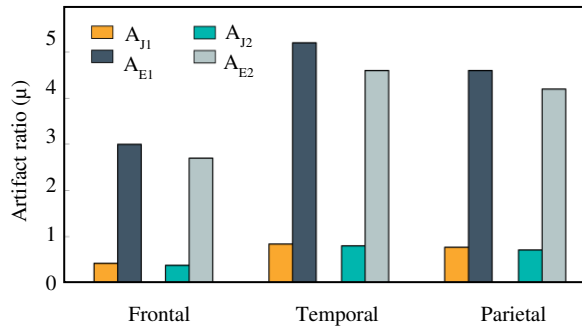 Artifact ratio (μ)
5
4
3
2
1
0
A_J1
A_J2
A_E1
A_E2
Frontal Temporal Parietal